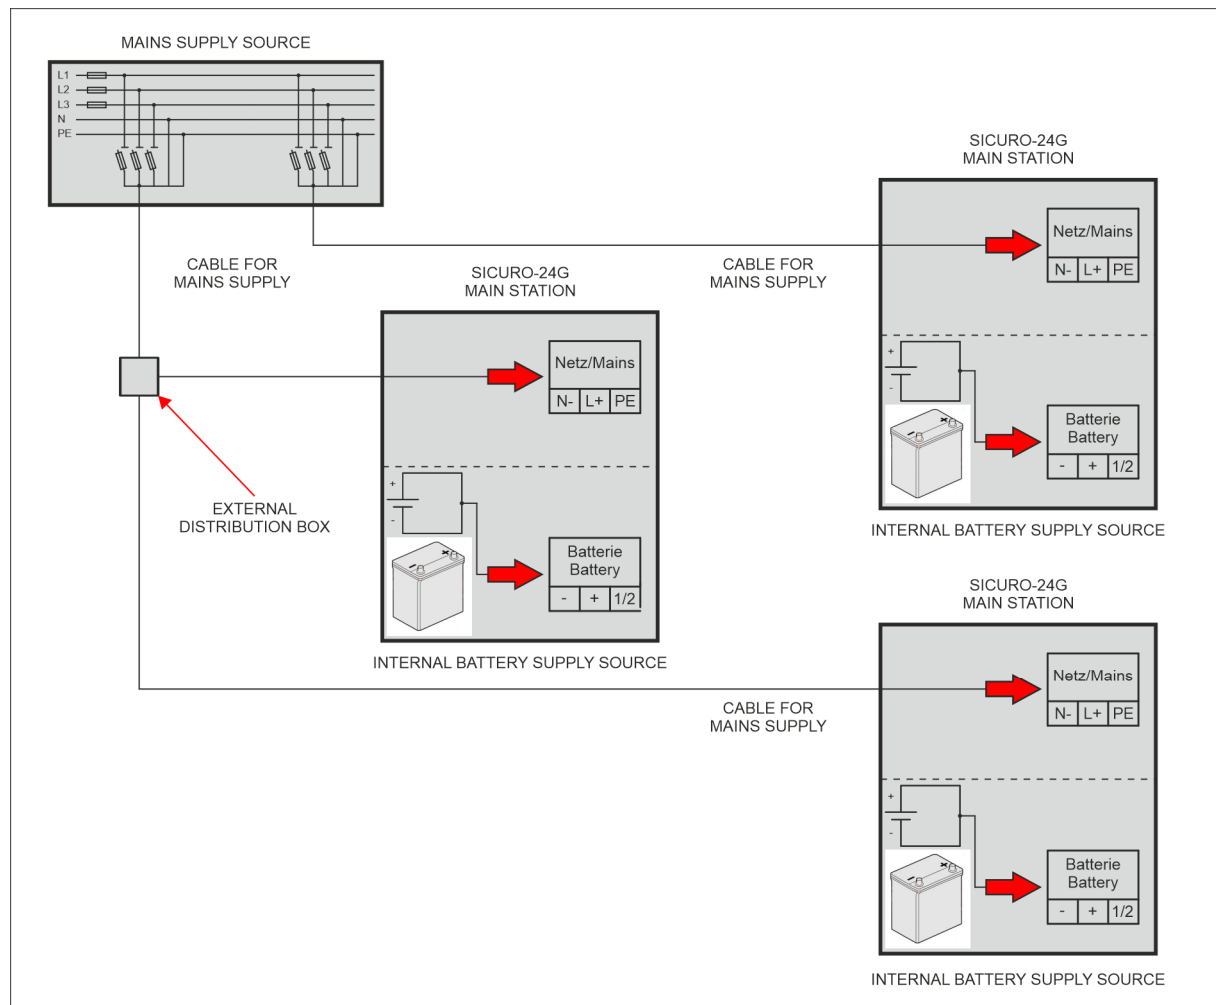 MAINS SUPPLY SOURCE
L1
L2
L3
N
PE
CABLE FOR
MAINS SUPPLY
SICURO-24G
MAIN STATION
Netz/Mains
N- L+ PE
+
-
Batterie
Battery
- + 1/2
INTERNAL BATTERY SUPPLY SOURCE
CABLE FOR
MAINS SUPPLY
SICURO-24G
MAIN STATION
Netz/Mains
N- L+ PE
+
-
Batterie
Battery
- + 1/2
INTERNAL BATTERY SUPPLY SOURCE
EXTERNAL
DISTRIBUTION BOX
CABLE FOR
MAINS SUPPLY
SICURO-24G
MAIN STATION
Netz/Mains
N- L+ PE
+
-
Batterie
Battery
- + 1/2
INTERNAL BATTERY SUPPLY SOURCE